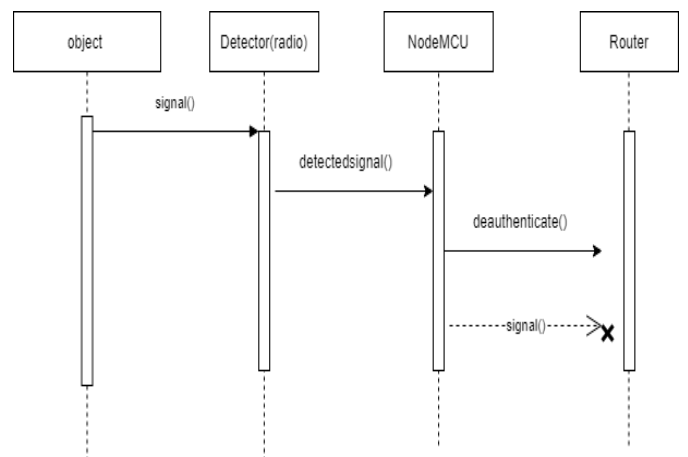 object
Detector(radio)
NodeMCU
Router
signal()
detectedsignal()
deauthenticate()
signal()